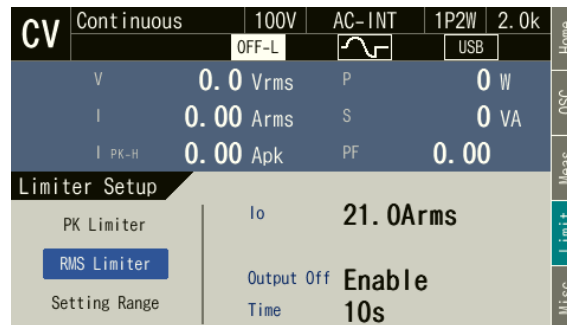 CV Continuous 100V AC-INT 1P2W 2.0k
OFF-L USB
V 0.0 Vrms P 0 W
I 0.00 Arms S 0 VA
I PK-H 0.00 Apk PF 0.00
Limiter Setup
PK Limiter
RMS Limiter
Setting Range
Io 21.0Arms
Output Off Enable
Time 10s
Home
OSC
Meas
Limit
Misc